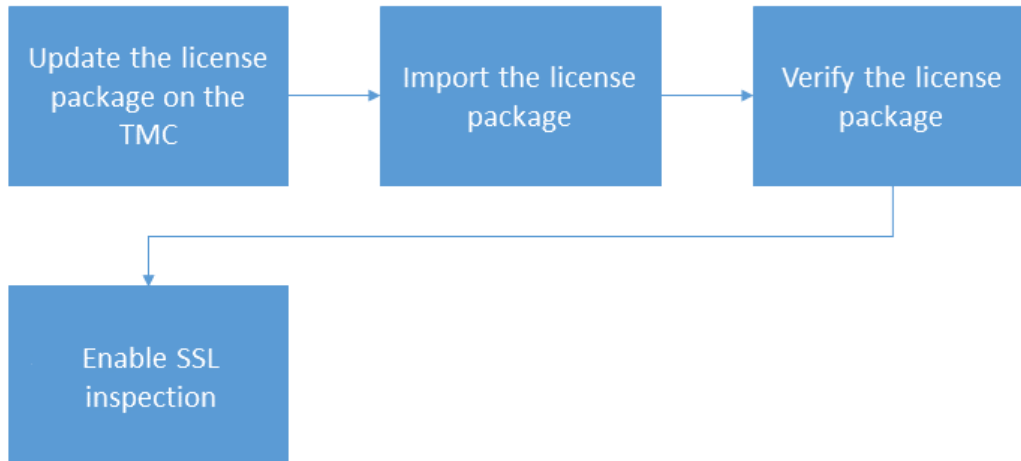 Update the license
package on the
TMC
Import the license
package
Verify the license
package
Enable SSL
inspection